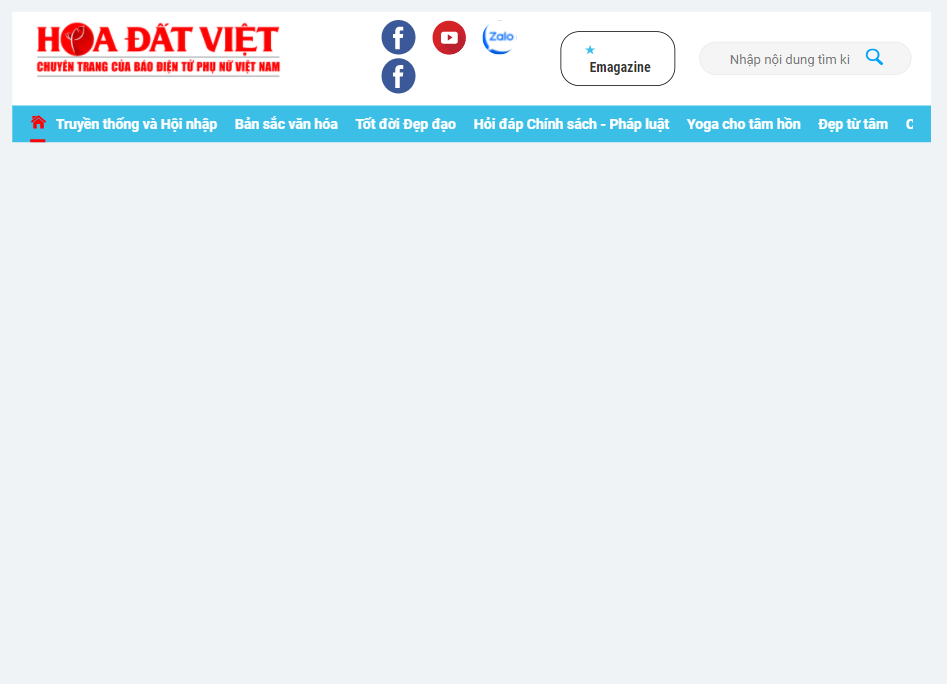 HOA ĐẤT VIỆT
CHUYÊN TRANG CỦA BÁO ĐIỆN TỬ PHỤ NỮ VIỆT NAM
Zalo
Emagazine
Nhập nội dung tìm ki
Truyền thống và Hội nhập Bản sắc văn hóa Tốt đời Đẹp đạo Hỏi đáp Chính sách - Pháp luật Yoga cho tâm hồn Đẹp từ tâm